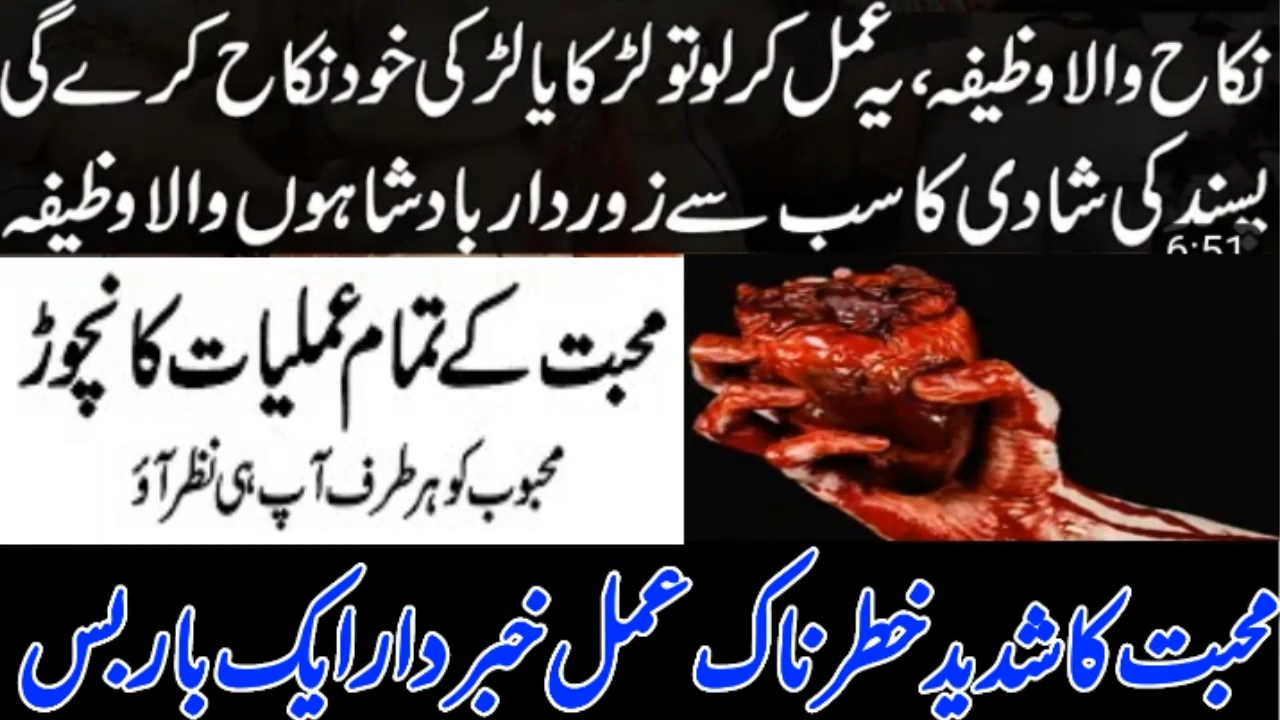 نکاح والا وظیفہ، یہ عمل کرلو تو لڑکا یا لڑکی خود نکاح کرے گی
پسند کی شادی کا سب سے زوردار بادشاہوں والا وظیفہ
6:51
محبت کے تمام عملیات کا نچوڑ
محبوب کو ہر طرف آپ ہی نظر آؤ
محبت کا شدید خطرناک عمل خبردار ایک بار بس